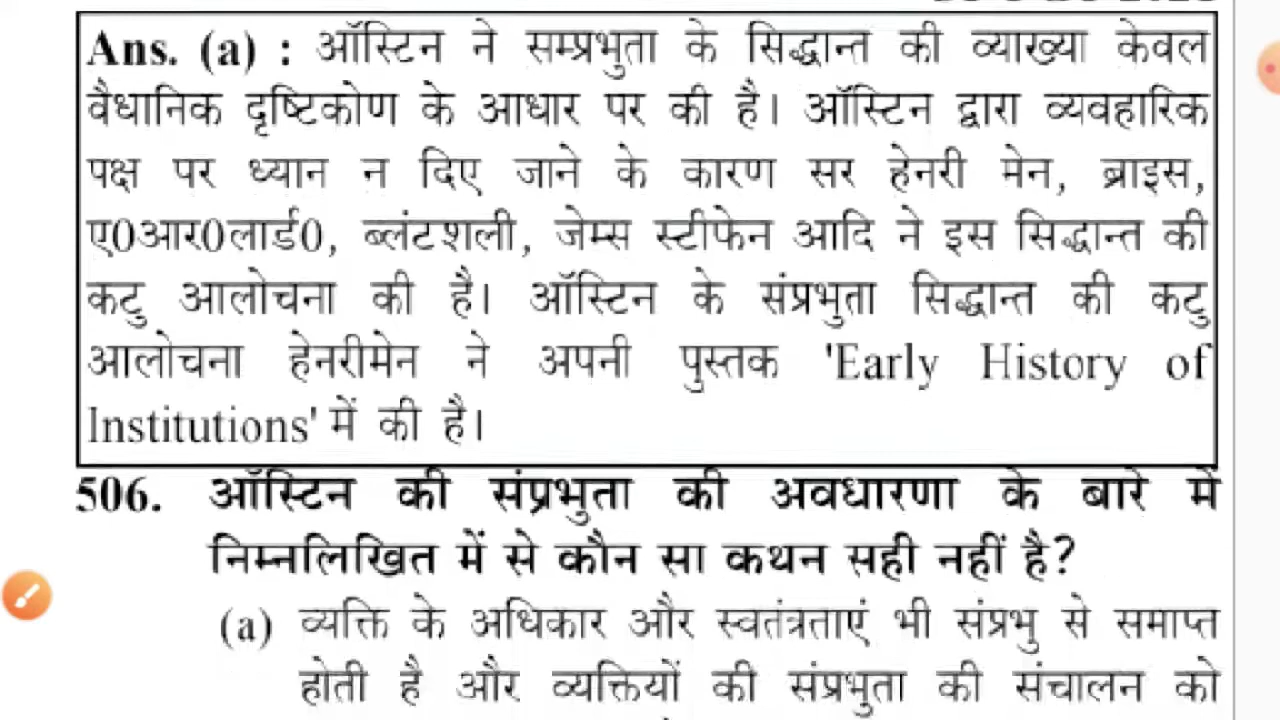 Ans. (a) : ऑस्टिन ने सम्प्रभुता के सिद्धान्त की व्याख्या केवल
वैधानिक दृष्टिकोण के आधार पर की है। ऑस्टिन द्वारा व्यवहारिक
पक्ष पर ध्यान न दिए जाने के कारण सर हेनरी मेन, ब्राइस,
ए0आर0लार्ड0, ब्लंटशली, जेम्स स्टीफेन आदि ने इस सिद्धान्त की
कटु आलोचना की है। ऑस्टिन के संप्रभुता सिद्धान्त की कटु
आलोचना हेनरीमेन ने अपनी पुस्तक 'Early History of
Institutions' में की है।
506. ऑस्टिन की संप्रभुता की अवधारणा के बारे में
निम्नलिखित में से कौन सा कथन सही नहीं है?
(a) व्यक्ति के अधिकार और स्वतंत्रताएं भी संप्रभु से समाप्त
होती है और व्यक्तियों की संप्रभुता की संचालन को